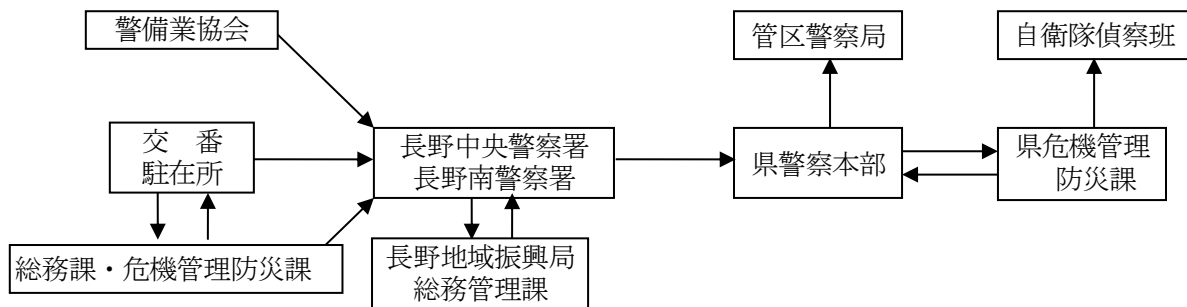 警備業協会
管区警察局
自衛隊偵察班
交　番
駐在所
長野中央警察署
長野南警察署
県警察本部
県危機管理
防災課
総務課・危機管理防災課
長野地域振興局
総務管理課